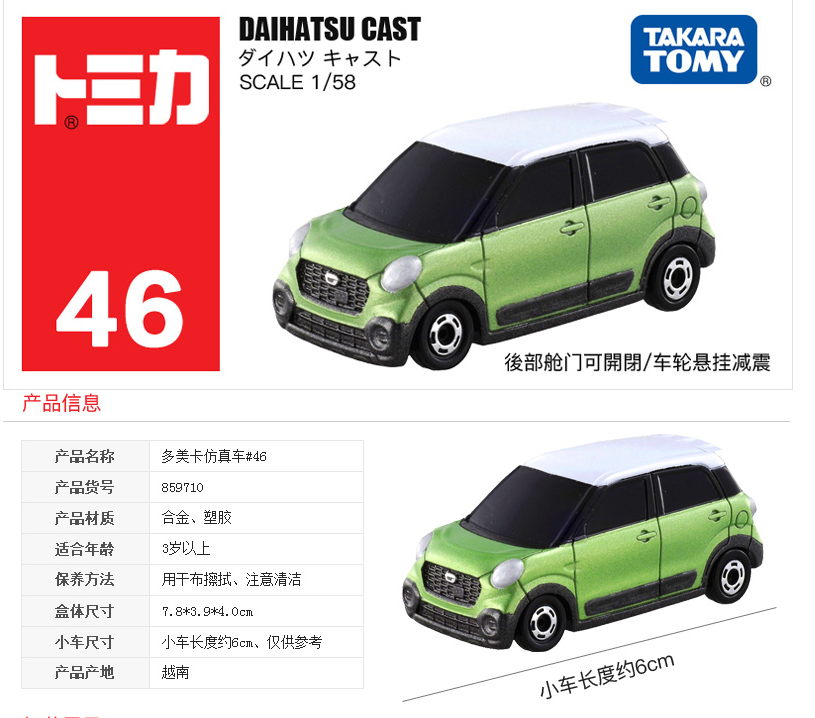 トミカ
®
46
DAIHATSU CAST
ダイハツ キャスト
SCALE 1/58
TAKARA
TOMY
®
後部舱门可開閉/车轮悬挂减震
产品信息
产品名称 多美卡仿真车#46
产品货号 859710
产品材质 合金、塑胶
适合年龄 3岁以上
保养方法 用干布擦拭、注意清洁
盒体尺寸 7.8*3.9*4.0cm
小车尺寸 小车长度约6cm、仅供参考
产品产地 越南
小车长度约6cm